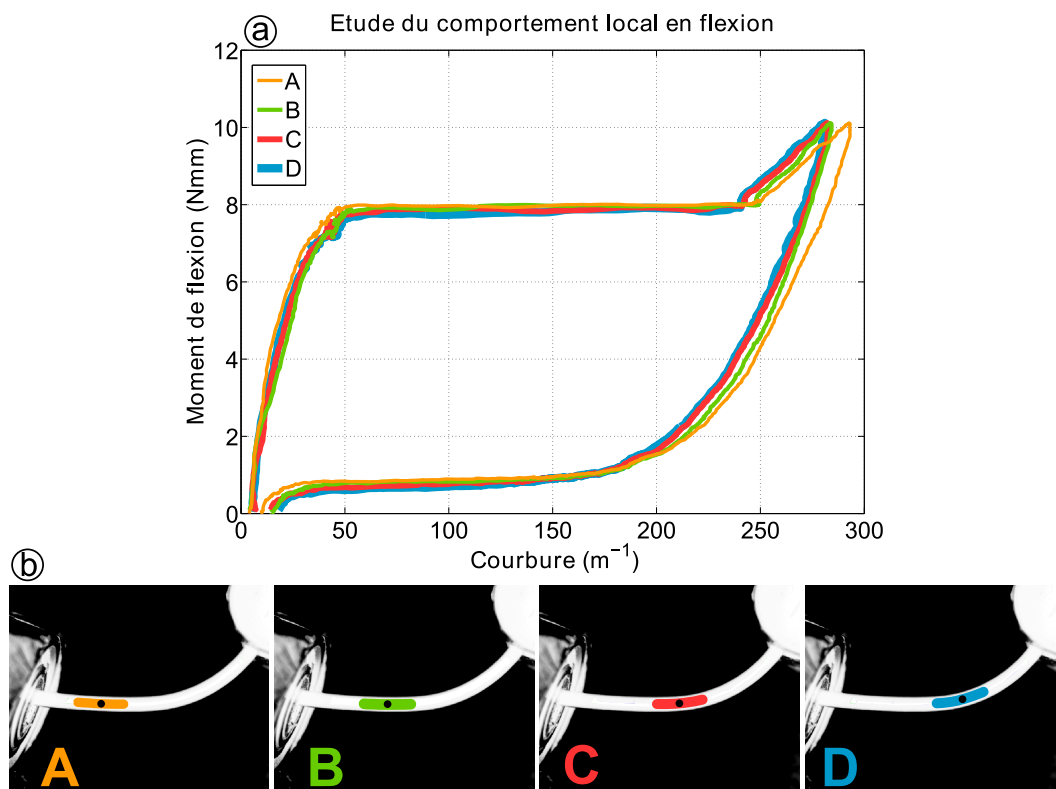 Etude du comportement local en flexion
a
12
10
8
6
4
2
0
Moment de flexion (Nmm)
A
B
C
D
0 50 100 150 200 250 300
Courbure (m⁻¹)
b
A B C D